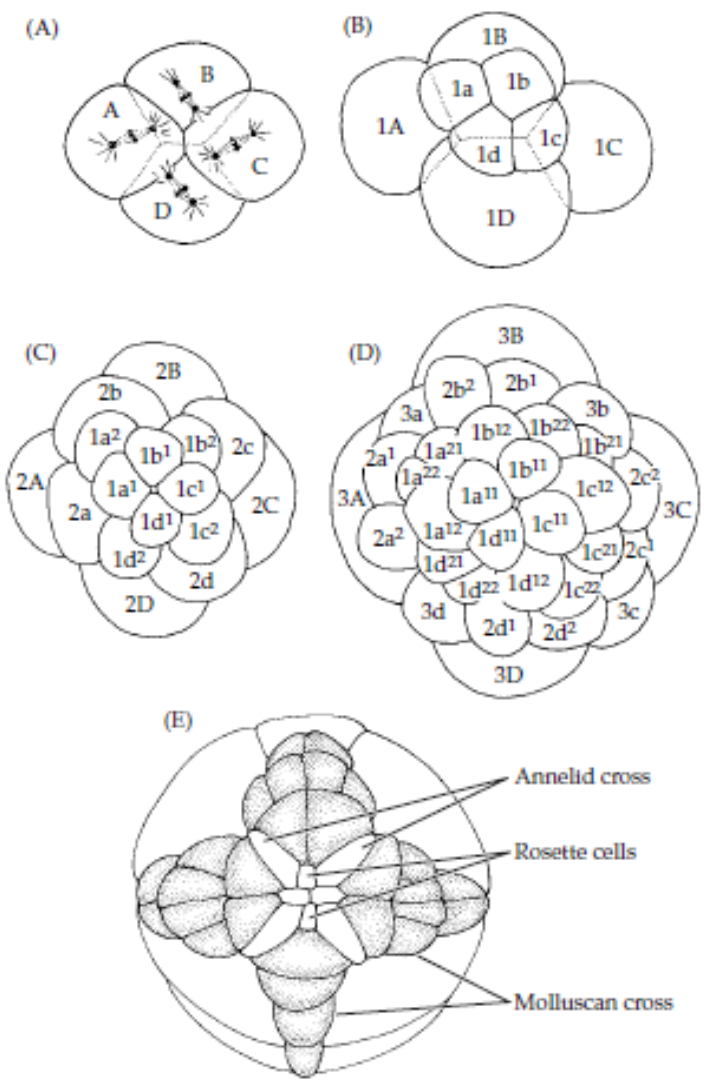 (A)
B
A
C
D
(B)
1B
1a 1b
1A
1c
1C
1d
1D
(C)
2B
2b
1a² 1b² 2c
1b¹
2A
1a¹ 1c¹
2a 2C
1d¹ 1c²
1d²
2d
2D
(D)
3B
2b² 2b¹
3a 3b
1b¹² 1b²²
2a¹ 1a²¹ 1b²¹
1a²² 1b¹¹ 2c²
3A 1a¹¹ 1c¹² 3C
1a¹² 1c¹¹
2a² 1d¹¹ 1c²¹ 2c¹
1d²¹
1d²² 1d¹² 1c²²
3d 3c
2d¹ 2d²
3D
(E)
Annelid cross
Rosette cells
Molluscan cross